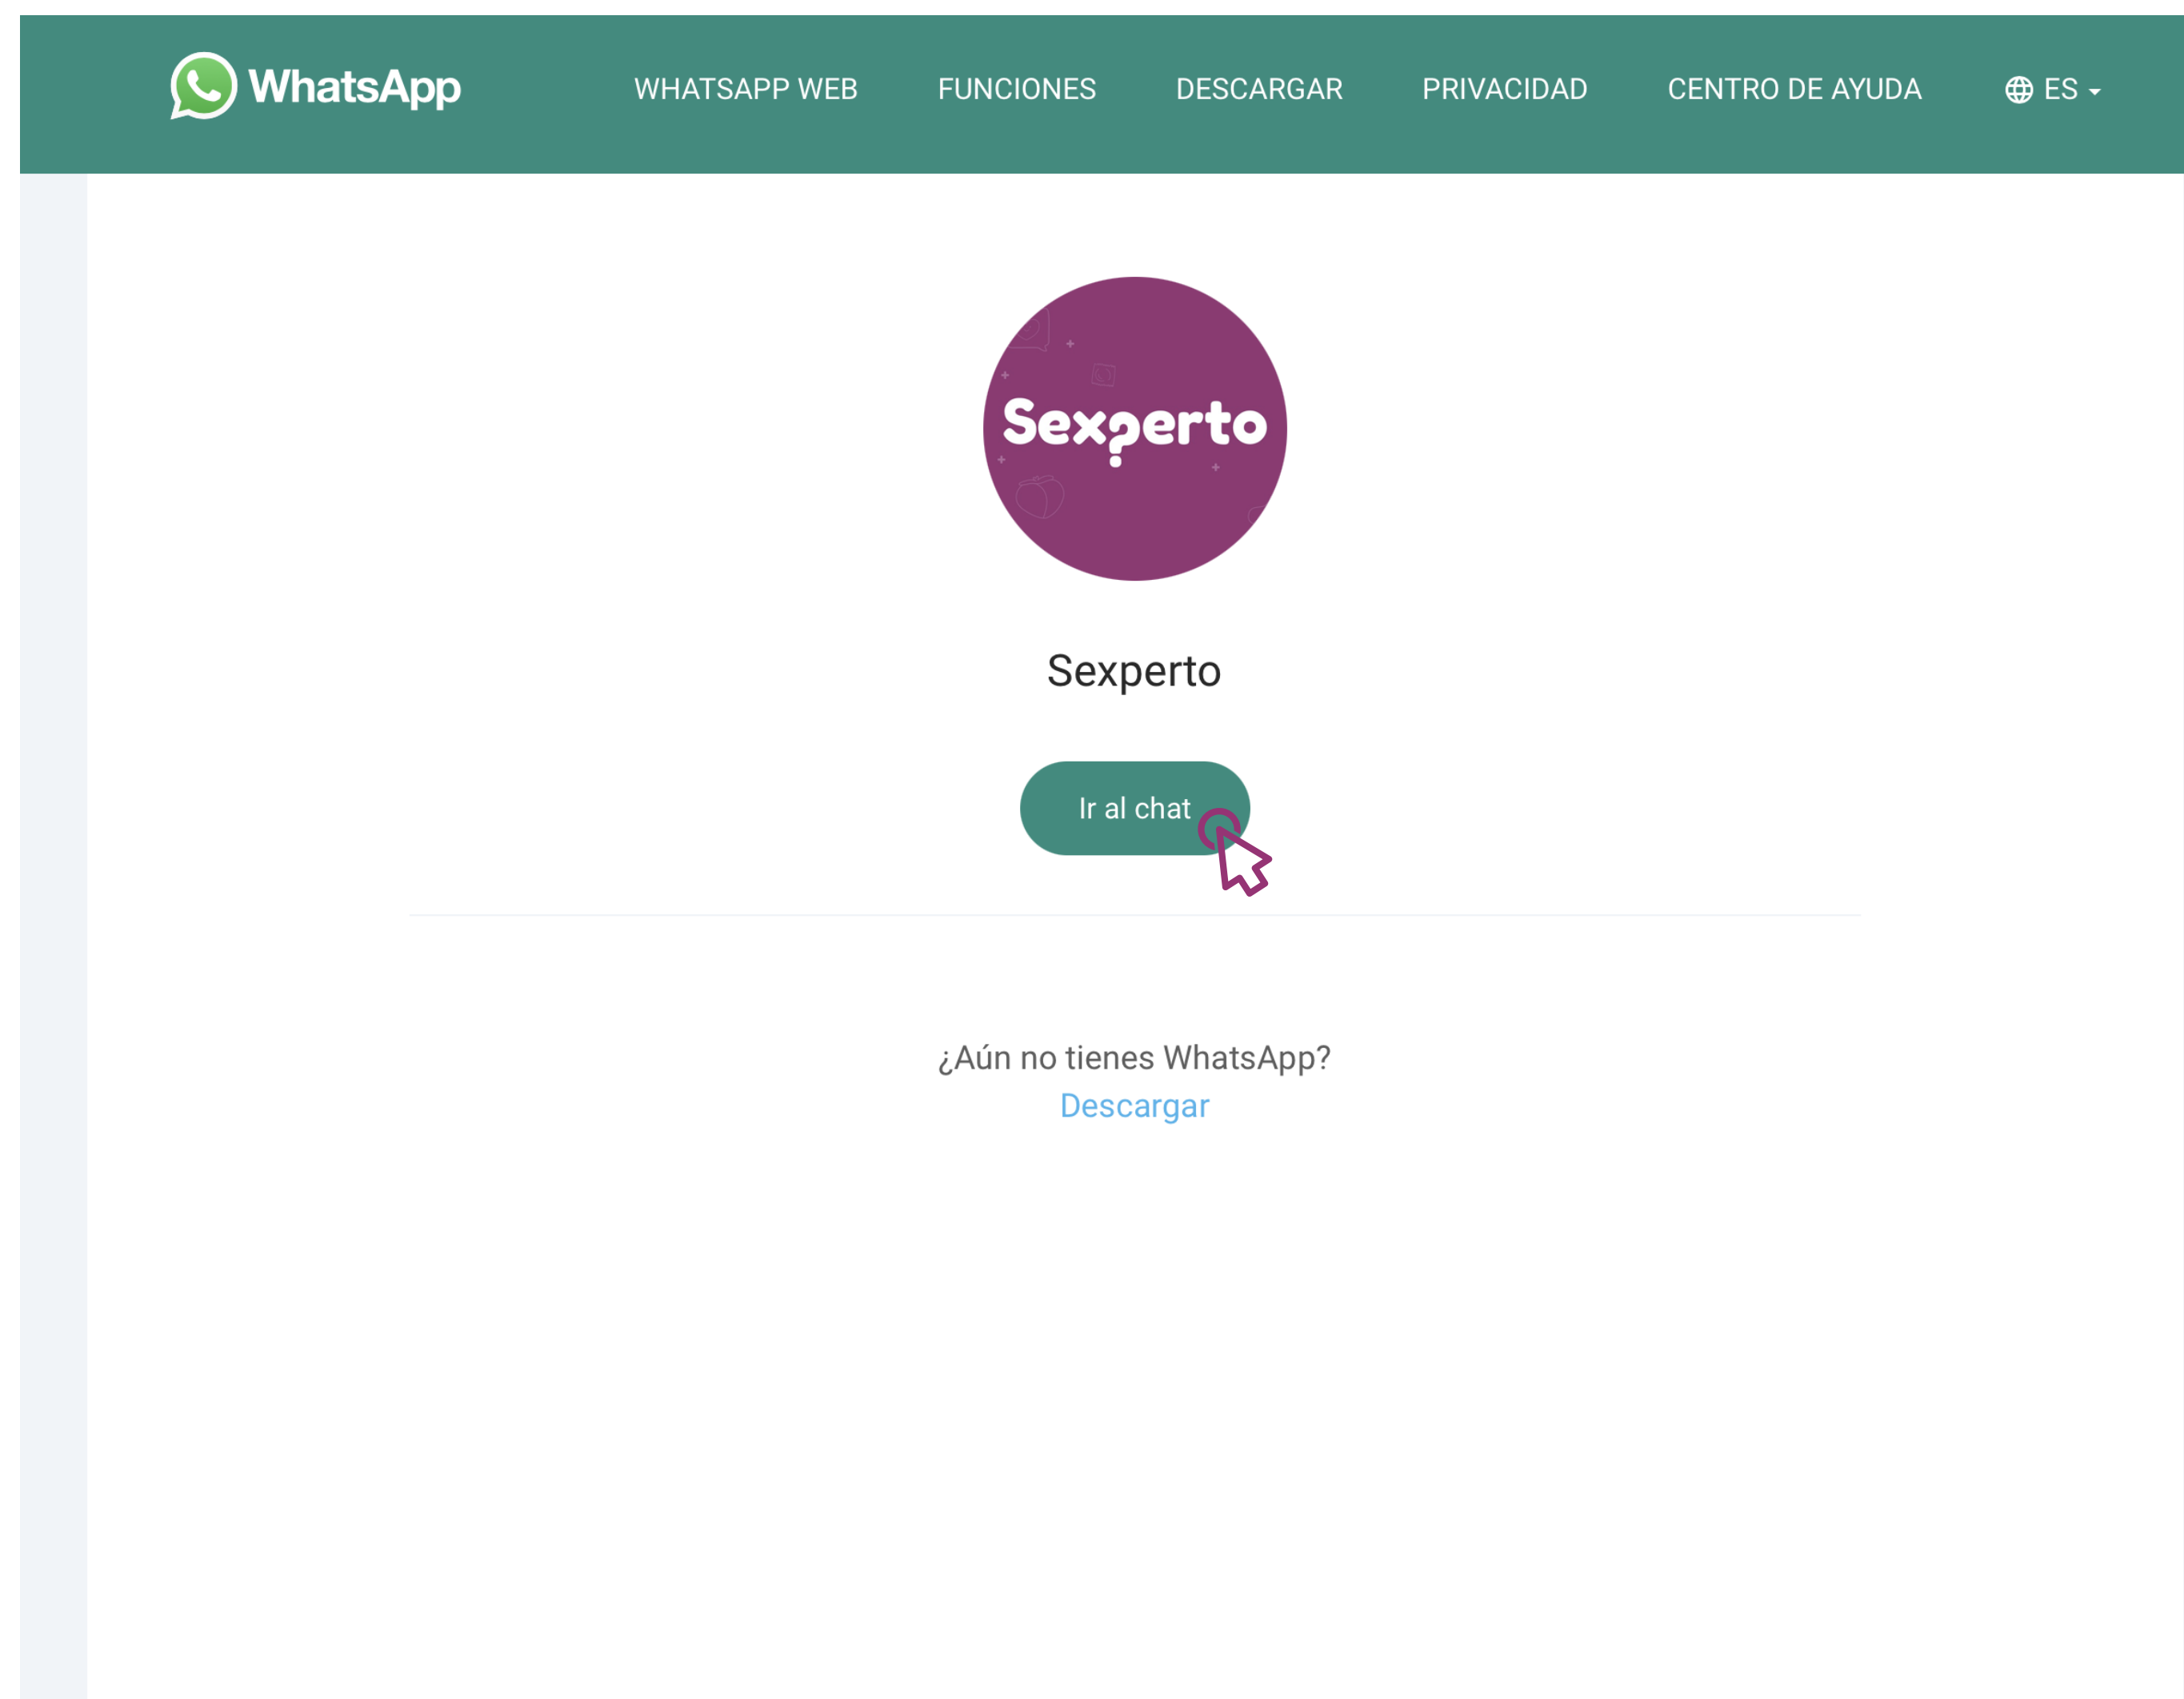 WhatsApp
WHATSAPP WEB
FUNCIONES
DESCARGAR
PRIVACIDAD
CENTRO DE AYUDA
ES
Sexperto
Sexperto
Ir al chat
¿Aún no tienes WhatsApp?
Descargar